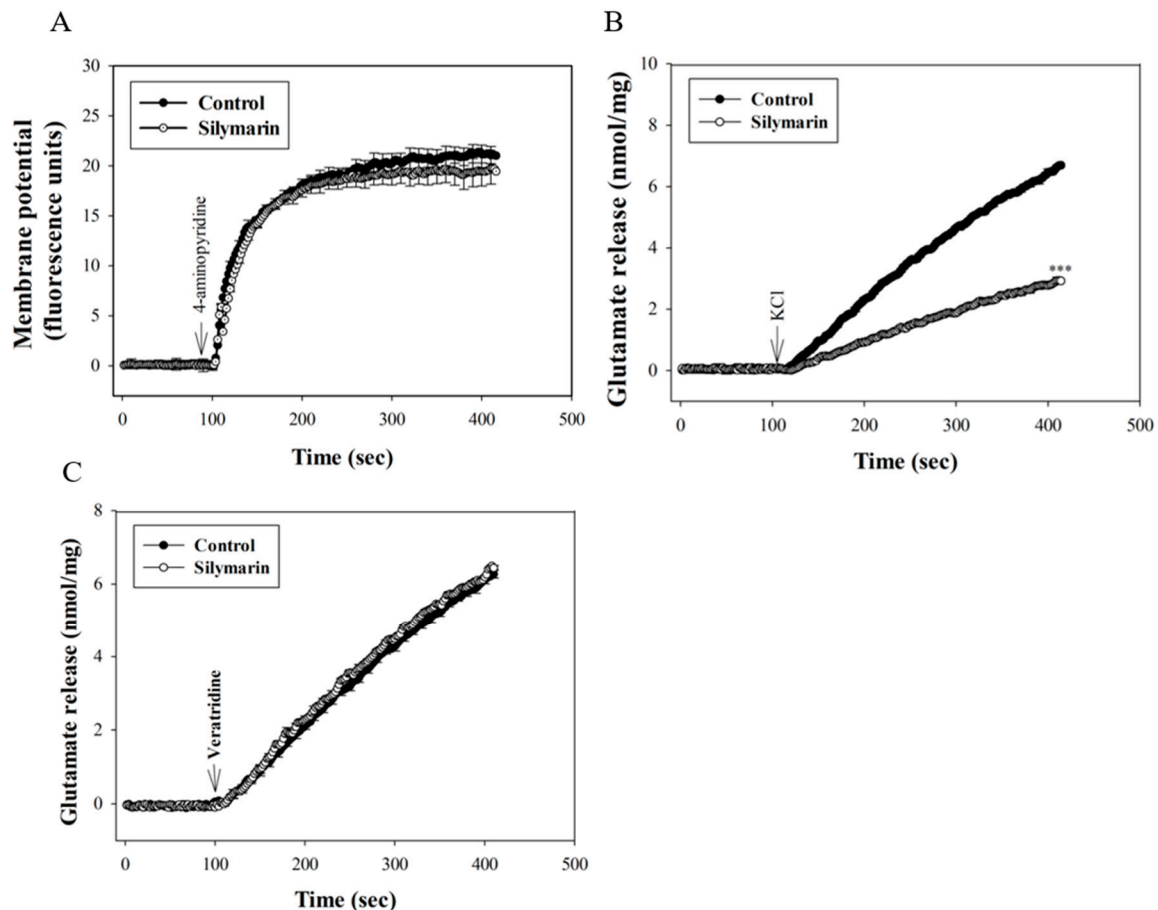 A
Membrane potential
(fluorescence units)
30
25
20
15
10
5
0
Control
Silymarin
4-aminopyridine
0 100 200 300 400 500
Time (sec)
B
Glutamate release (nmol/mg)
10
8
6
4
2
0
Control
Silymarin
KCl
***
0 100 200 300 400 500
Time (sec)
C
Glutamate release (nmol/mg)
8
6
4
2
0
Control
Silymarin
Veratridine
0 100 200 300 400 500
Time (sec)